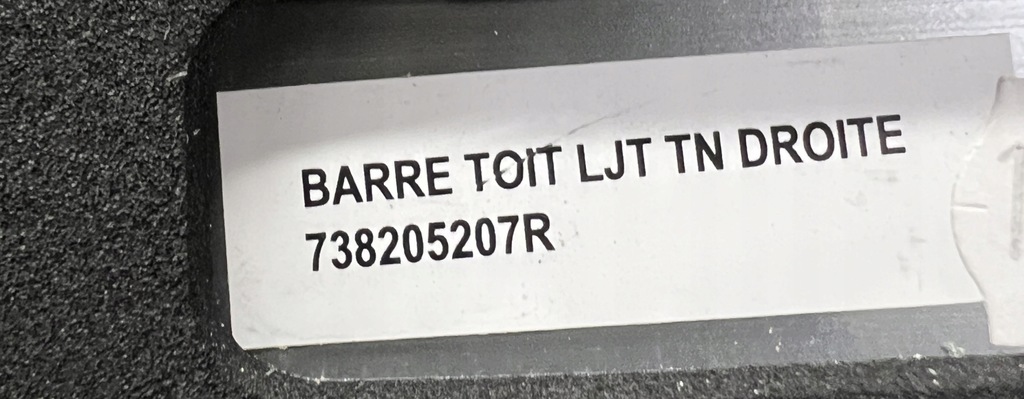 BARRE TOIT LJT TN DROITE
738205207R